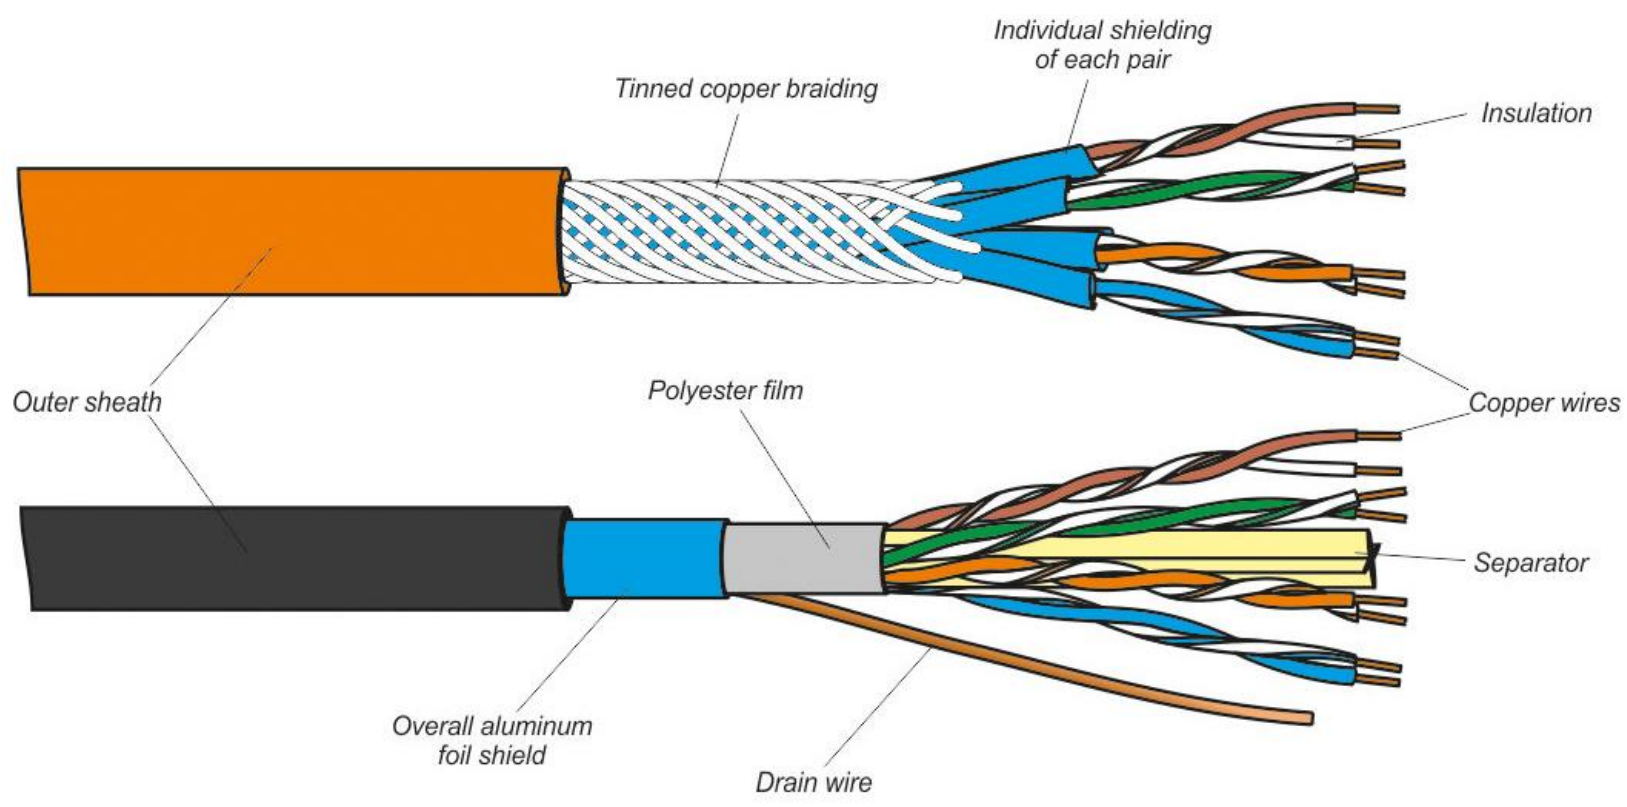 Individual shielding
of each pair
Tinned copper braiding
Insulation
Outer sheath
Polyester film
Copper wires
Separator
Overall aluminum
foil shield
Drain wire